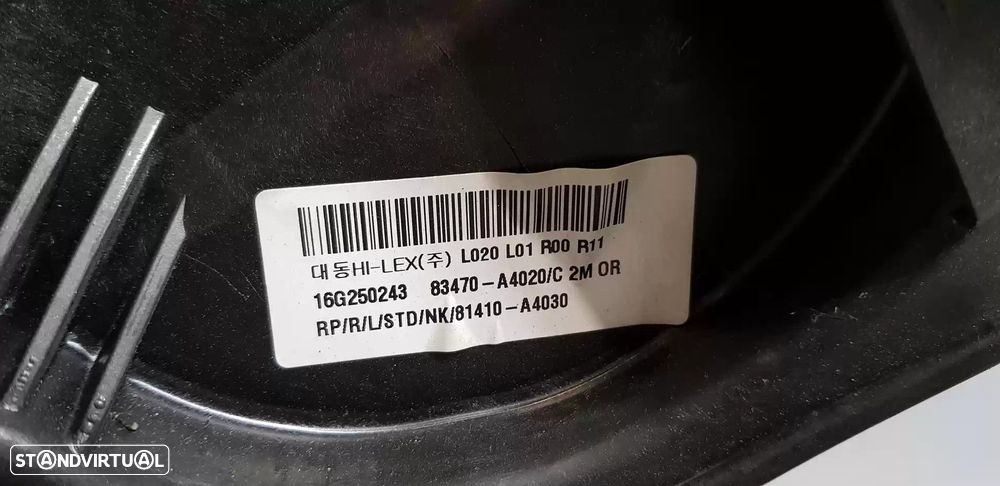 대동HI-LEX(주) L020 L01 R00 R11
16G250243 83470-A4020/C 2M OR
RP/R/L/STD/NK/81410-A4030
STANDVIRTUAL